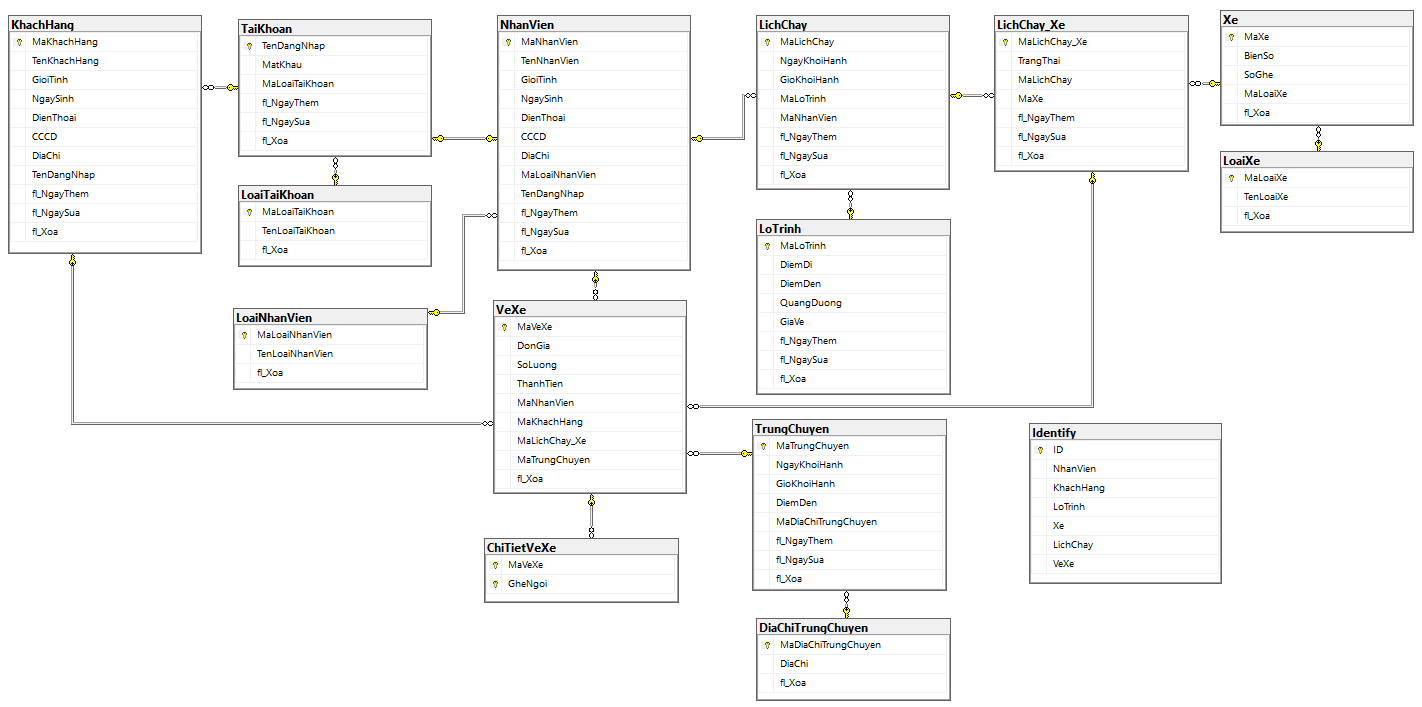 KhachHang
MaKhachHang
TenKhachHang
GioiTinh
NgaySinh
DienThoai
CCCD
DiaChi
TenDangNhap
fl_NgayThem
fl_NgaySua
fl_Xoa
TaiKhoan
TenDangNhap
MatKhau
MaLoaiTaiKhoan
fl_NgayThem
fl_NgaySua
fl_Xoa
LoaiTaiKhoan
MaLoaiTaiKhoan
TenLoaiTaiKhoan
fl_Xoa
LoaiNhanVien
MaLoaiNhanVien
TenLoaiNhanVien
fl_Xoa
NhanVien
MaNhanVien
TenNhanVien
GioiTinh
NgaySinh
DienThoai
CCCD
DiaChi
MaLoaiNhanVien
TenDangNhap
fl_NgayThem
fl_NgaySua
fl_Xoa
VeXe
MaVeXe
DonGia
SoLuong
ThanhTien
MaNhanVien
MaKhachHang
MaLichChay_Xe
MaTrungChuyen
fl_Xoa
ChiTietVeXe
MaVeXe
GheNgoi
LichChay
MaLichChay
NgayKhoiHanh
GioKhoiHanh
MaLoTrinh
MaNhanVien
fl_NgayThem
fl_NgaySua
fl_Xoa
LoTrinh
MaLoTrinh
DiemDi
DiemDen
QuangDuong
GiaVe
fl_NgayThem
fl_NgaySua
fl_Xoa
TrungChuyen
MaTrungChuyen
NgayKhoiHanh
GioKhoiHanh
DiemDen
MaDiaChiTrungChuyen
fl_NgayThem
fl_NgaySua
fl_Xoa
DiaChiTrungChuyen
MaDiaChiTrungChuyen
DiaChi
fl_Xoa
LichChay_Xe
MaLichChay_Xe
TrangThai
MaLichChay
MaXe
fl_NgayThem
fl_NgaySua
fl_Xoa
Xe
MaXe
BienSo
SoGhe
MaLoaiXe
fl_Xoa
LoaiXe
MaLoaiXe
TenLoaiXe
fl_Xoa
Identify
ID
NhanVien
KhachHang
LoTrinh
Xe
LichChay
VeXe